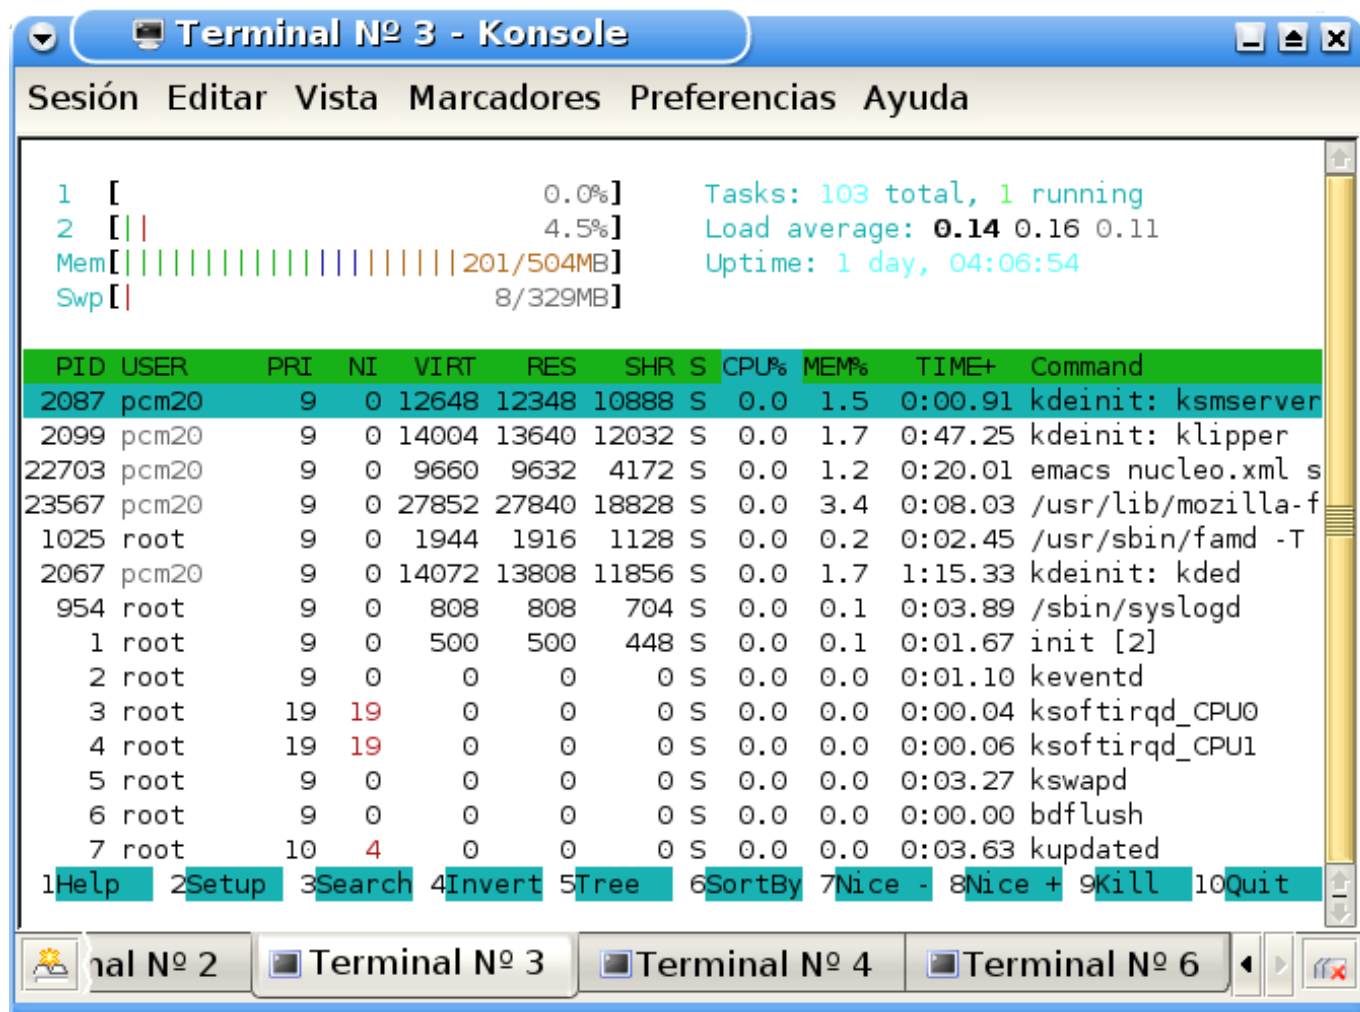 Terminal Nº 3 - Konsole
Sesión Editar Vista Marcadores Preferencias Ayuda
1 [ 0.0%] Tasks: 103 total, 1 running
2 [|| 4.5%] Load average: 0.14 0.16 0.11
Mem[|||||||||||||||||||||201/504MB] Uptime: 1 day, 04:06:54
Swp[| 8/329MB]
PID USER PRI NI VIRT RES SHR S CPU% MEM% TIME+ Command
2087 pcm20 9 0 12648 12348 10888 S 0.0 1.5 0:00.91 kdeinit: ksmserver
2099 pcm20 9 0 14004 13640 12032 S 0.0 1.7 0:47.25 kdeinit: klipper
22703 pcm20 9 0 9660 9632 4172 S 0.0 1.2 0:20.01 emacs nucleo.xml s
23567 pcm20 9 0 27852 27840 18828 S 0.0 3.4 0:08.03 /usr/lib/mozilla-f
1025 root 9 0 1944 1916 1128 S 0.0 0.2 0:02.45 /usr/sbin/famd -T
2067 pcm20 9 0 14072 13808 11856 S 0.0 1.7 1:15.33 kdeinit: kded
954 root 9 0 808 808 704 S 0.0 0.1 0:03.89 /sbin/syslogd
1 root 9 0 500 500 448 S 0.0 0.1 0:01.67 init [2]
2 root 9 0 0 0 0 S 0.0 0.0 0:01.10 keventd
3 root 19 19 0 0 0 S 0.0 0.0 0:00.04 ksoftirqd_CPU0
4 root 19 19 0 0 0 S 0.0 0.0 0:00.06 ksoftirqd_CPU1
5 root 9 0 0 0 0 S 0.0 0.0 0:03.27 kswapd
6 root 9 0 0 0 0 S 0.0 0.0 0:00.00 bdflush
7 root 10 4 0 0 0 S 0.0 0.0 0:03.63 kupdated
1Help 2Setup 3Search 4Invert 5Tree 6SortBy 7Nice - 8Nice + 9Kill 10Quit
nal Nº 2 Terminal Nº 3 Terminal Nº 4 Terminal Nº 6